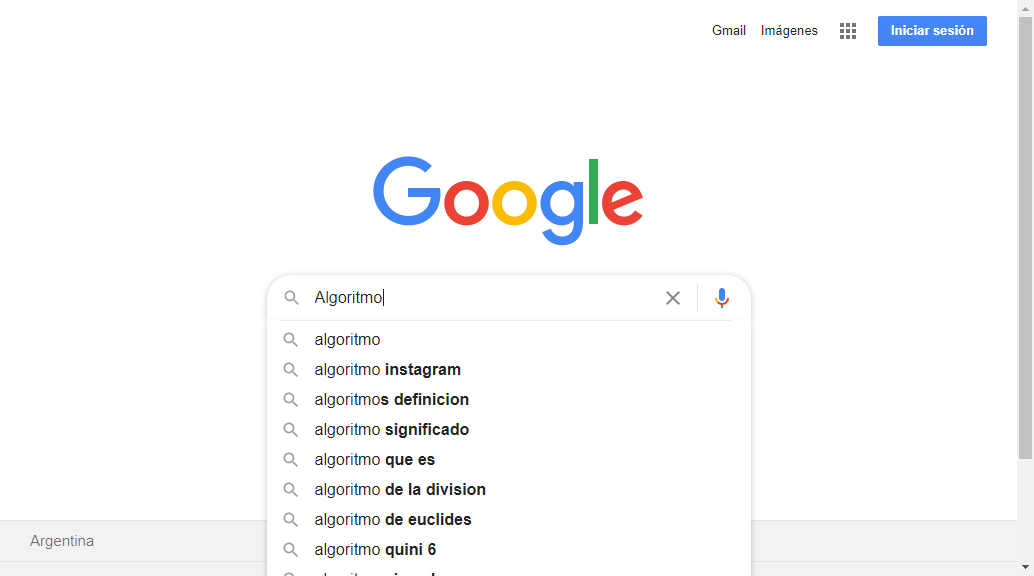 Gmail Imágenes Iniciar sesión
Google
Algoritmo
algoritmo
algoritmo instagram
algoritmos definicion
algoritmo significado
algoritmo que es
algoritmo de la division
algoritmo de euclides
algoritmo quini 6
Argentina